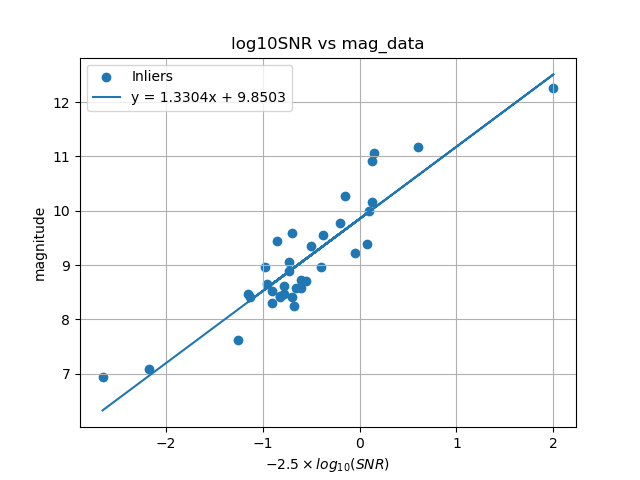 log10SNR vs mag_data
Inliers
y = 1.3304x + 9.8503
12
11
10
9
8
7
magnitude
−2
−1
0
1
2
−2.5 × log₁₀(SNR)